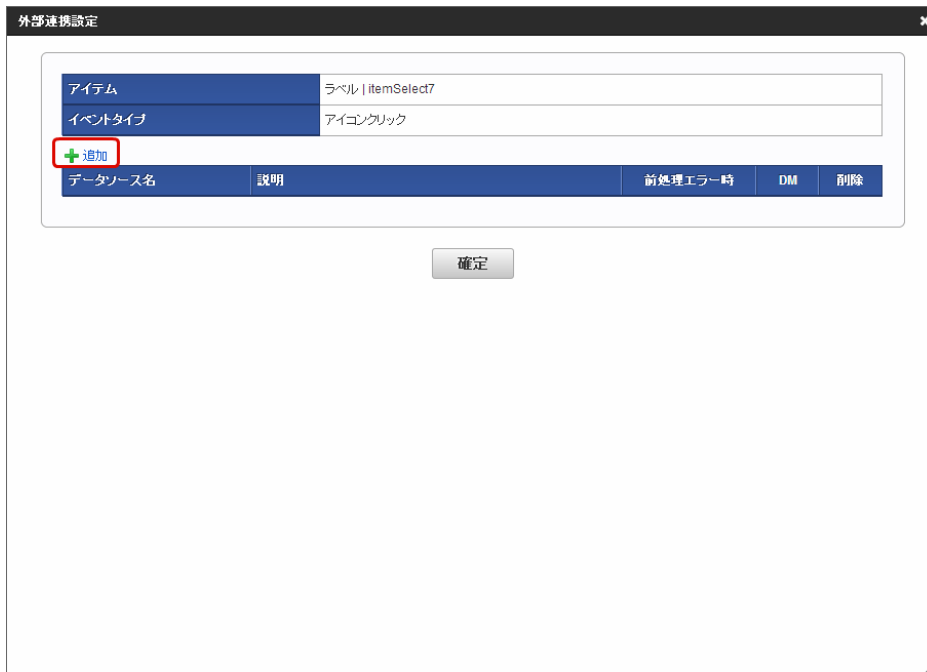 外部連携設定
アイテム ラベル | itemSelect7
イベントタイプ アイコンクリック
追加
データソース名 説明 前処理エラー時 DM 削除
確定